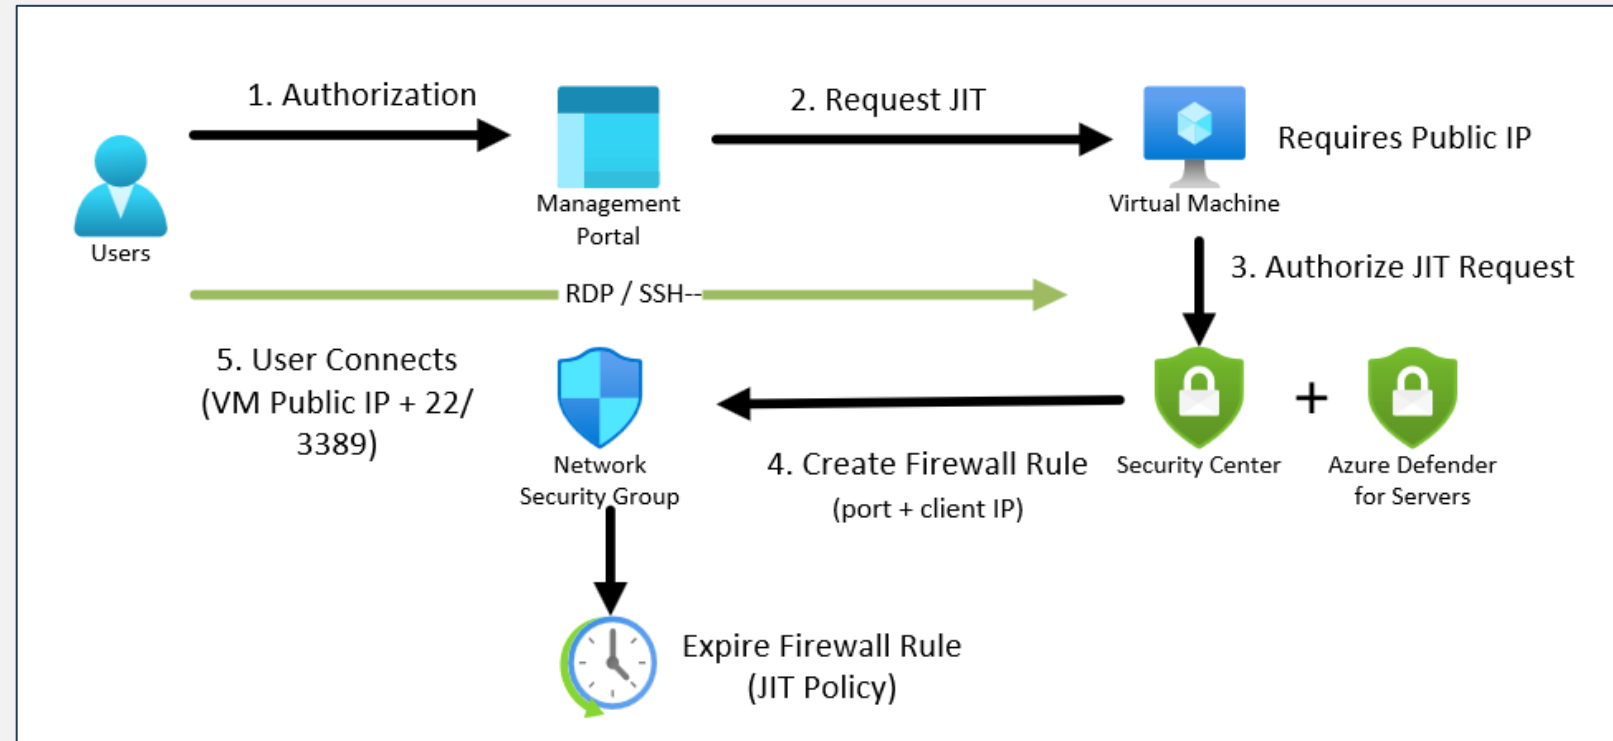 1. Authorization
2. Request JIT
Requires Public IP
Management
Portal
Virtual Machine
Users
3. Authorize JIT Request
RDP / SSH--
5. User Connects
(VM Public IP + 22/
3389)
Network
Security Group
4. Create Firewall Rule
(port + client IP)
Security Center
+
Azure Defender
for Servers
Expire Firewall Rule
(JIT Policy)